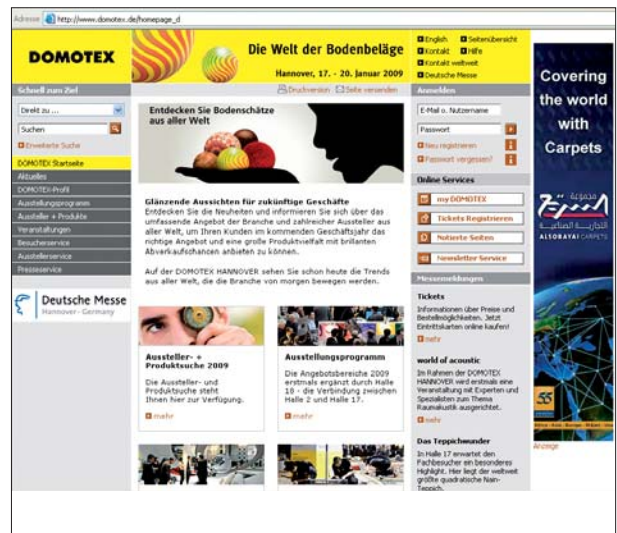 Adresse http://www.domotex.de/homepage_d
DOMOTEX
Die Welt der Bodenbeläge
Hannover, 17. - 20. Januar 2009
English Seitenübersicht
Kontakt Hilfe
Kontakt weltweit
Deutsche Messe
Schnell zum Ziel
Direkt zu ...
Suchen
Erweiterte Suche
DOMOTEX Startseite
Aktuelles
DOMOTEX-Profil
Ausstellungsprogramm
Aussteller + Produkte
Veranstaltungen
Besucherservice
Ausstellerservice
Presseservice
Deutsche Messe
Hannover - Germany
Druckversion Seite versenden
Entdecken Sie Bodenschätze
aus aller Welt
Glänzende Aussichten für zukünftige Geschäfte
Entdecken Sie die Neuheiten und informieren Sie sich über das
umfassende Angebot der Branche und zahlreicher Aussteller aus
aller Welt, um Ihren Kunden im kommenden Geschäftsjahr das
richtige Angebot und eine große Produktvielfalt mit brillanten
Abverkaufschancen anbieten zu können.
Auf der DOMOTEX HANNOVER sehen Sie schon heute die Trends
aus aller Welt, die die Branche von morgen bewegen werden.
Aussteller- +
Produktsuche 2009
Die Aussteller- und
Produktsuche steht
Ihnen hier zur Verfügung.
mehr
Ausstellungsprogramm
Die Angebotsbereiche 2009
erstmals ergänzt durch Halle
18 - die Verbindung zwischen
Halle 2 und Halle 17.
mehr
Anmelden
E-Mail o. Nutzername
Passwort
Neu registrieren
Passwort vergessen?
Online Services
my DOMOTEX
Tickets Registrieren
Notierte Seiten
Newsletter Service
Messemeldungen
Tickets
Informationen über Preise und
Bestellmöglichkeiten. Jetzt
Eintrittskarten online kaufen!
mehr
world of acoustic
Im Rahmen der DOMOTEX
HANNOVER wird erstmals eine
Veranstaltung mit Experten und
Spezialisten zum Thema
Raumakustik ausgerichtet.
mehr
Das Teppichwunder
In Halle 17 erwartet den
Fachbesucher ein besonderes
Highlight. Hier liegt der weltweit
größte quadratische Nain-
Teppich.
Covering
the world
with
Carpets
مجموعة
السريع
التجارية الصناعية
ALSORAYAI CARPETS
55
Anzeige